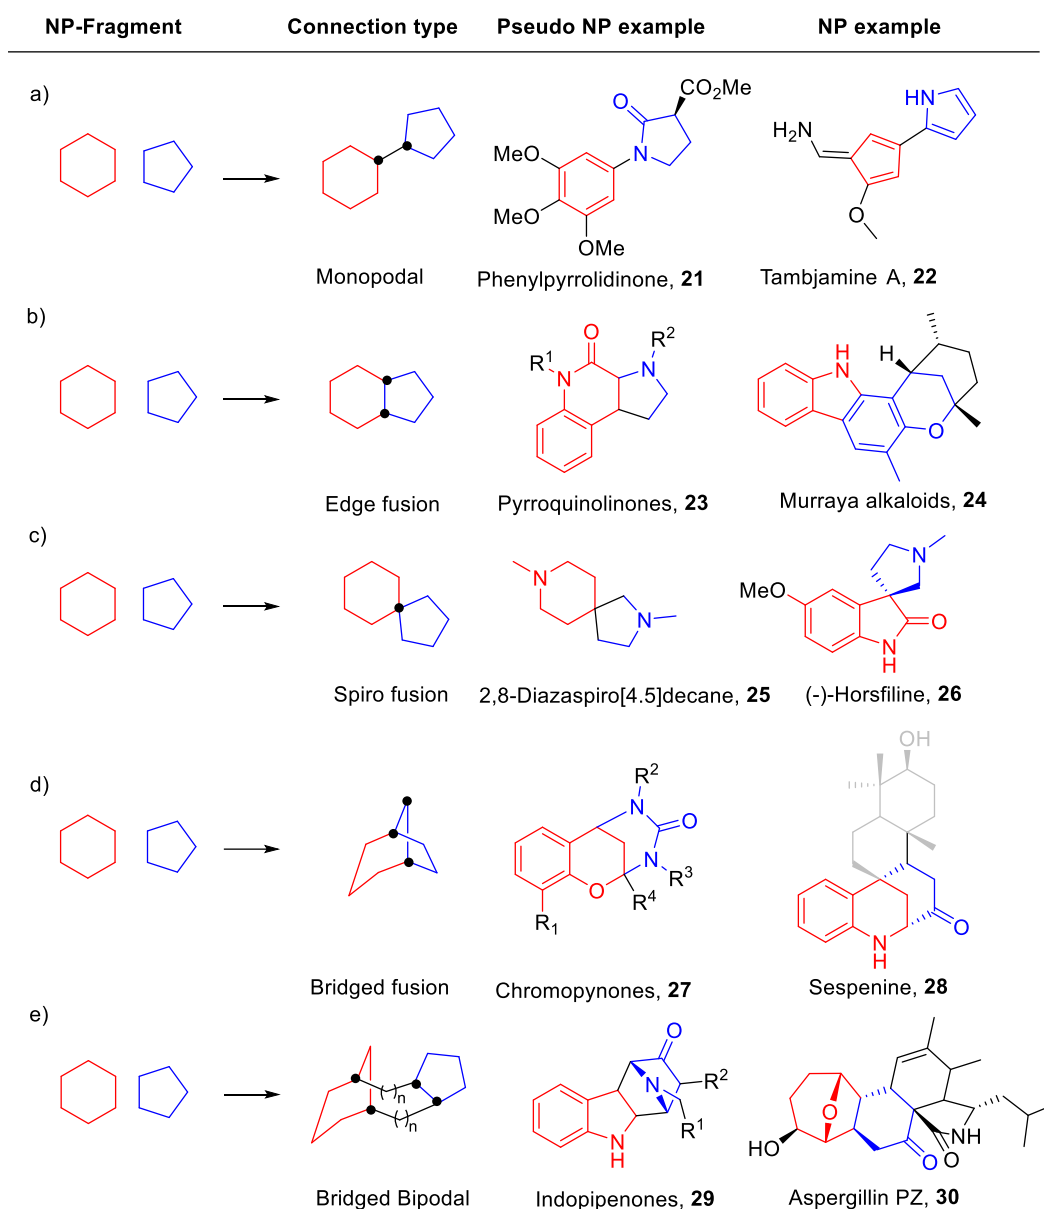 NP-Fragment Connection type Pseudo NP example NP example
a)
O
CO₂Me
N
MeO
MeO
OMe
HN
H₂N
O
Monopodal
Phenylpyrrolidinone, 21
Tambjamine A, 22
b)
O
R²
R¹
N
N
H
H
N
O
Edge fusion
Pyrroquinolinones, 23
Murraya alkaloids, 24
c)
N
N
N
MeO
O
N
H
Spiro fusion
2,8-Diazaspiro[4.5]decane, 25
(-)-Horsfiline, 26
d)
R²
N
O
N
R³
O
R⁴
R₁
OH
O
N
H
Bridged fusion
Chromopynones, 27
Sespenine, 28
e)
( )n
( )n
O
N
R²
R¹
N
H
O
HO
O
O
NH
Bridged Bipodal
Indopipenones, 29
Aspergillin PZ, 30